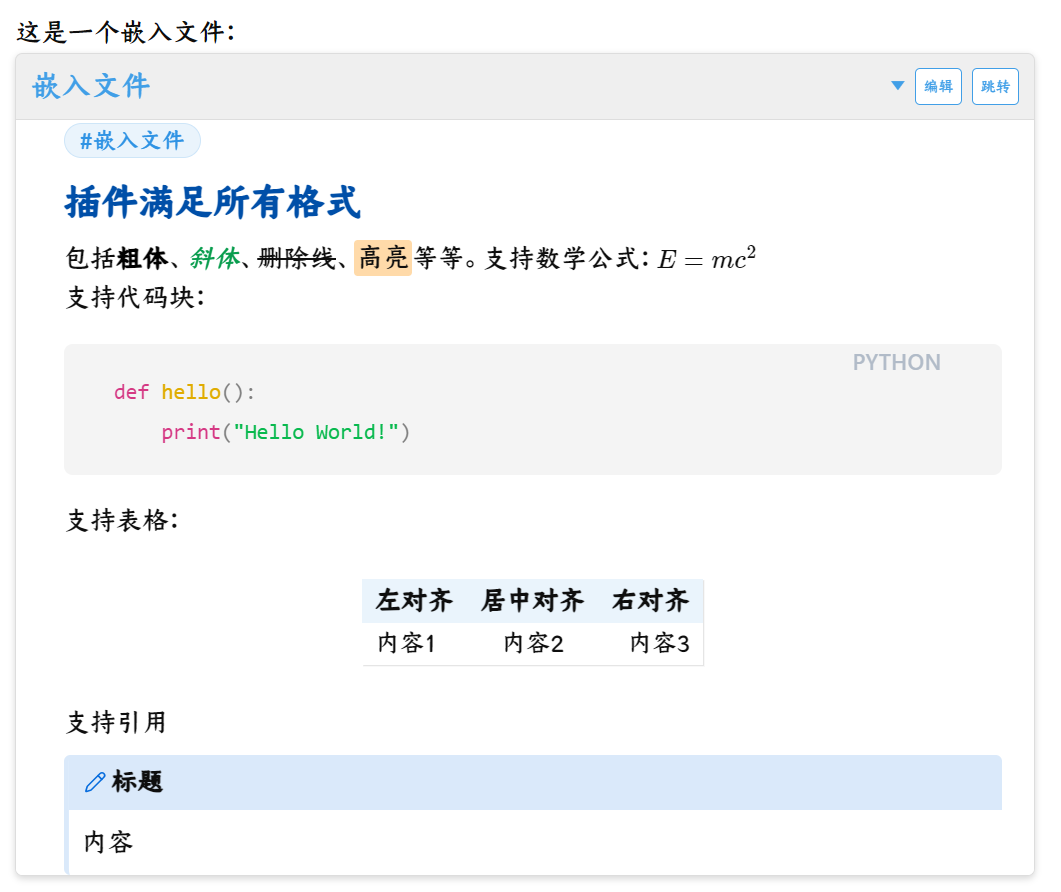 这是一个嵌入文件：
嵌入文件 编辑 跳转
#嵌入文件
插件满足所有格式
包括粗体、斜体、删除线、高亮等等。支持数学公式：E = mc²
支持代码块：
PYTHON
def hello():
    print("Hello World!")
支持表格：
左对齐 居中对齐 右对齐
内容1 内容2 内容3
支持引用
标题
内容